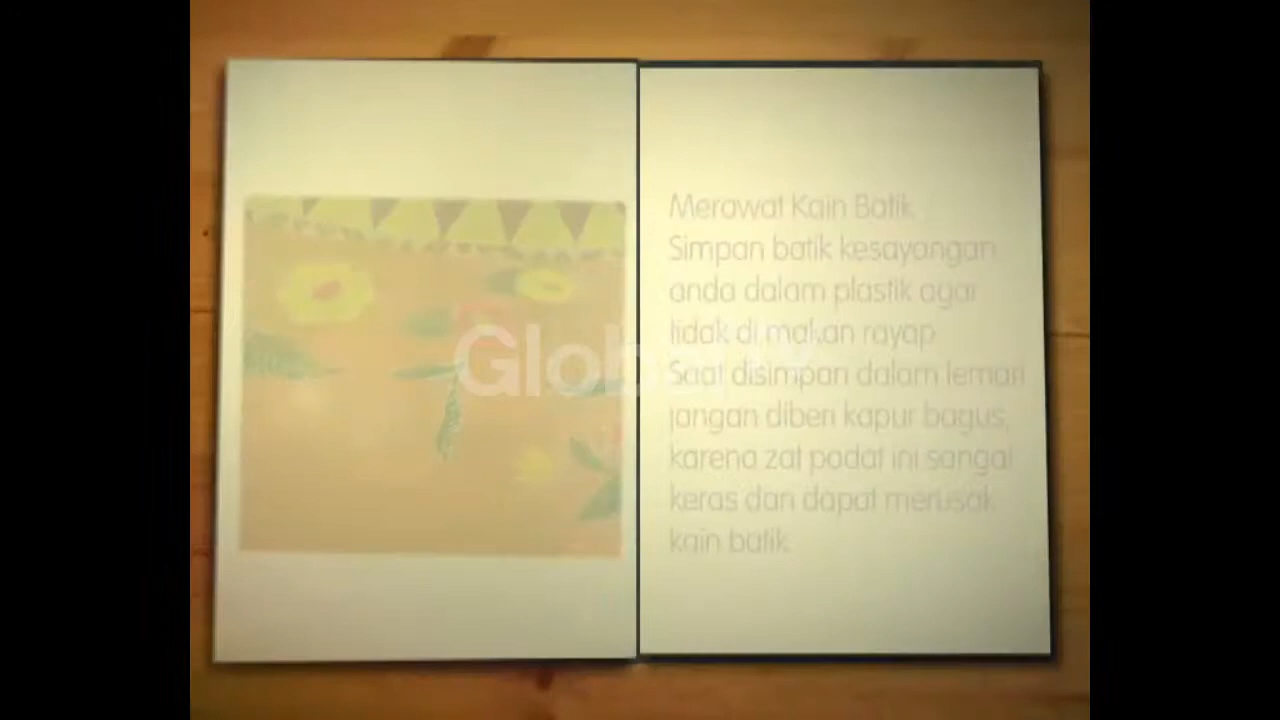 Merawat Kain Batik
Simpan batik kesayangan
anda dalam plastik agar
tidak di makan rayap
Saat disimpan dalam lemari
jangan diberi kapur bagus,
karena zat padat ini sangat
keras dan dapat merusak
kain batik
Global